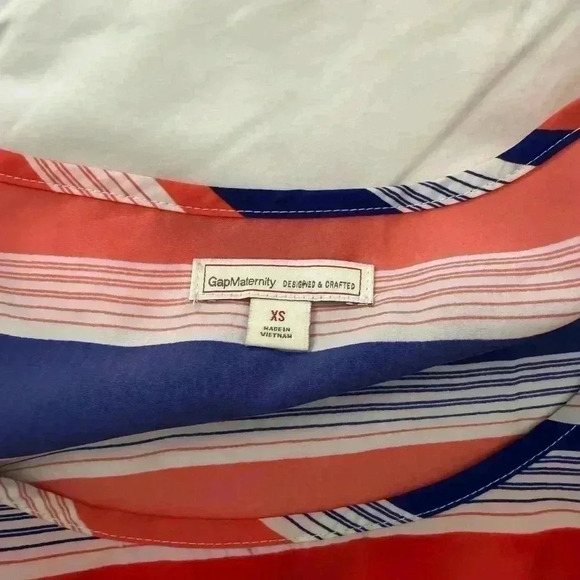 GapMaternity DESIGNED & CRAFTED
XS
MADE IN
VIETNAM